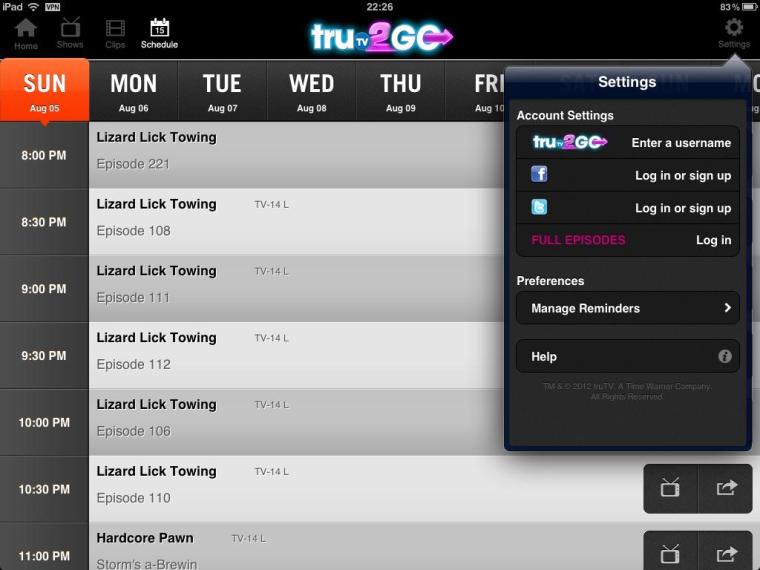 iPad VPN 22:26 83%
Home Shows Clips Schedule Settings
15
truTV2GO
SUN MON TUE WED THU FRI
Aug 05 Aug 06 Aug 07 Aug 08 Aug 09 Aug 10
8:00 PM
Lizard Lick Towing
Episode 221
8:30 PM
Lizard Lick Towing TV-14 L
Episode 108
9:00 PM
Lizard Lick Towing TV-14 L
Episode 111
9:30 PM
Lizard Lick Towing TV-14 L
Episode 112
10:00 PM
Lizard Lick Towing TV-14 L
Episode 106
10:30 PM
Lizard Lick Towing TV-14 L
Episode 110
11:00 PM
Hardcore Pawn TV-14 L
Storm's a-Brewin
Settings
Account Settings
truTV2GO Enter a username
f Log in or sign up
t Log in or sign up
FULL EPISODES Log in
Preferences
Manage Reminders
Help
TM & © 2012 truTV. A Time Warner Company.
All Rights Reserved.